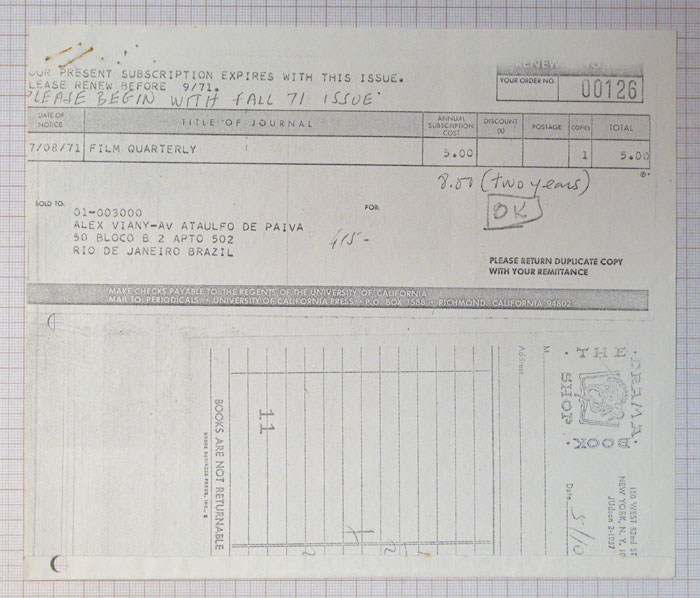 OUR PRESENT SUBSCRIPTION EXPIRES WITH THIS ISSUE.
LEASE RENEW BEFORE 9/71.
PLEASE BEGIN WITH FALL 71 ISSUE
YOUR ORDER NO. 00126
DATE OF NOTICE TITLE OF JOURNAL ANNUAL SUBSCRIPTION COST DISCOUNT (%) POSTAGE COPIES TOTAL
7/08/71 FILM QUARTERLY 5.00 1 5.00
8.00 (two years)
OK
SOLD TO: FOR:
01-003000
ALEX VIANY-AV ATAULFO DE PAIVA
50 BLOCO B 2 APTO 502
RIO DE JANEIRO BRAZIL
PLEASE RETURN DUPLICATE COPY
WITH YOUR REMITTANCE
MAKE CHECKS PAYABLE TO: THE REGENTS OF THE UNIVERSITY OF CALIFORNIA
MAIL TO: PERIODICALS • UNIVERSITY OF CALIFORNIA PRESS • P.O. BOX 1588 • RICHMOND, CALIFORNIA 94802
THE DRAMA BOOK SHOP
150 WEST 52nd ST
NEW YORK, N. Y.
JUdson 2-1037
Date 5/10
M
Address
11
BOOKS ARE NOT RETURNABLE